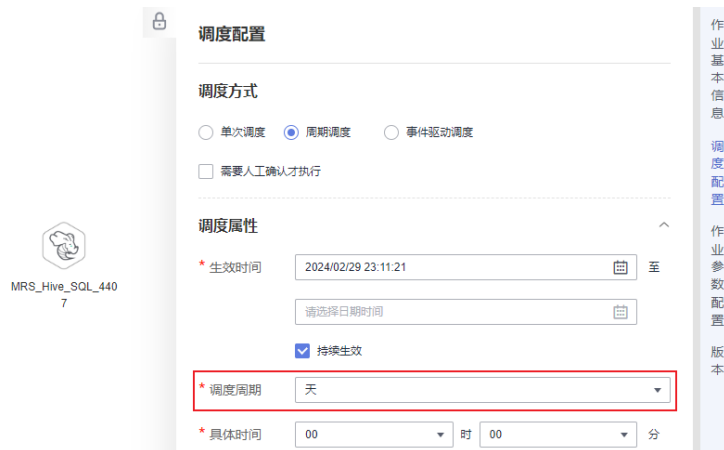 调度配置
调度方式
单次调度 周期调度 事件驱动调度
需要人工确认才执行
调度属性
* 生效时间 2024/02/29 23:11:21 至
请选择日期时间
持续生效
* 调度周期 天
* 具体时间 00 时 00 分
MRS_Hive_SQL_440
7
作业基本信息
调度配置
作业参数配置
版本